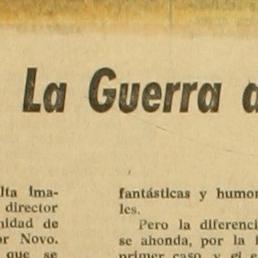 La Guerra
lta Ima-
director
nidad de
or Novo.
que se
fantásticas y humor
les.
Pero la diferenci
se ahonda, por la f
primer caso, y el e